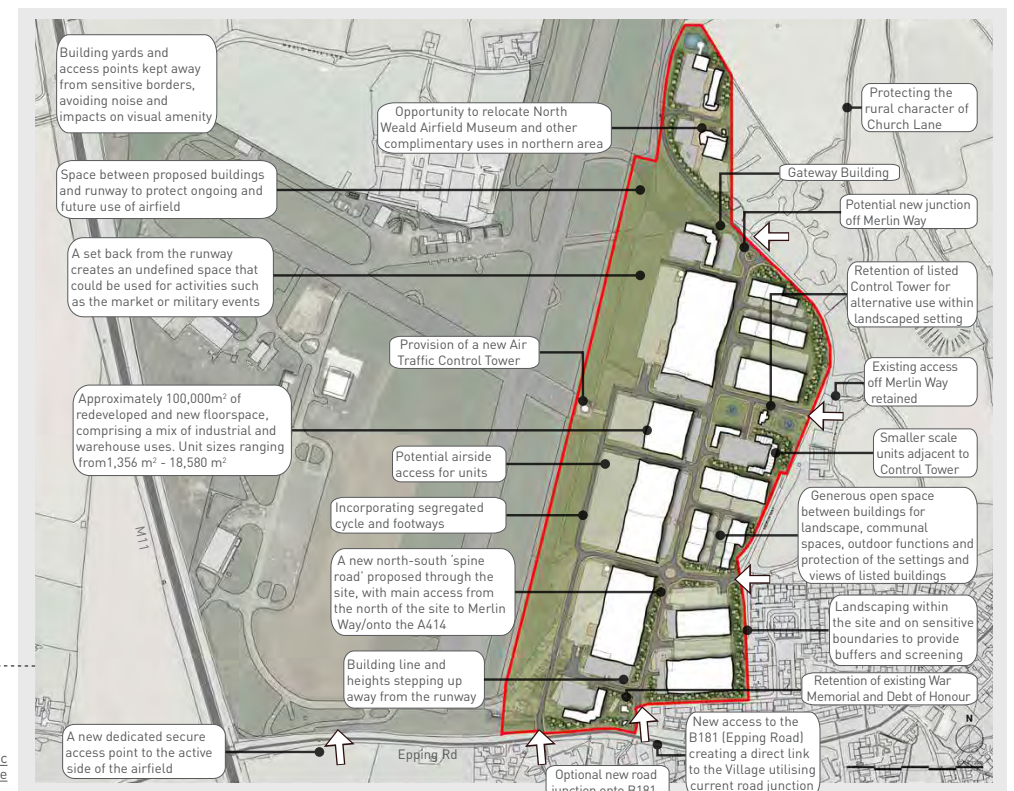 Building yards and
access points kept away
from sensitive borders,
avoiding noise and
impacts on visual amenity
Opportunity to relocate North
Weald Airfield Museum and other
complimentary uses in northern area
Protecting the
rural character of
Church Lane
Space between proposed buildings
and runway to protect ongoing and
future use of airfield
Gateway Building
Potential new junction
off Merlin Way
A set back from the runway
creates an undefined space that
could be used for activities such
as the market or military events
Retention of listed
Control Tower for
alternative use within
landscaped setting
Provision of a new Air
Traffic Control Tower
Existing access
off Merlin Way
retained
Approximately 100,000m² of
redeveloped and new floorspace,
comprising a mix of industrial and
warehouse uses. Unit sizes ranging
from1,356 m² - 18,580 m²
Smaller scale
units adjacent to
Control Tower
Potential airside
access for units
Generous open space
between buildings for
landscape, communal
spaces, outdoor functions and
protection of the settings and
views of listed buildings
Incorporating segregated
cycle and footways
M11
A new north-south 'spine
road' proposed through the
site, with main access from
the north of the site to Merlin
Way/onto the A414
Landscaping within
the site and on sensitive
boundaries to provide
buffers and screening
Building line and
heights stepping up
away from the runway
Retention of existing War
Memorial and Debt of Honour
A new dedicated secure
access point to the active
side of the airfield
Epping Rd
New access to the
B181 (Epping Road)
creating a direct link
to the Village utilising
current road junction
Optional new road
junction onto B181
N
c
e